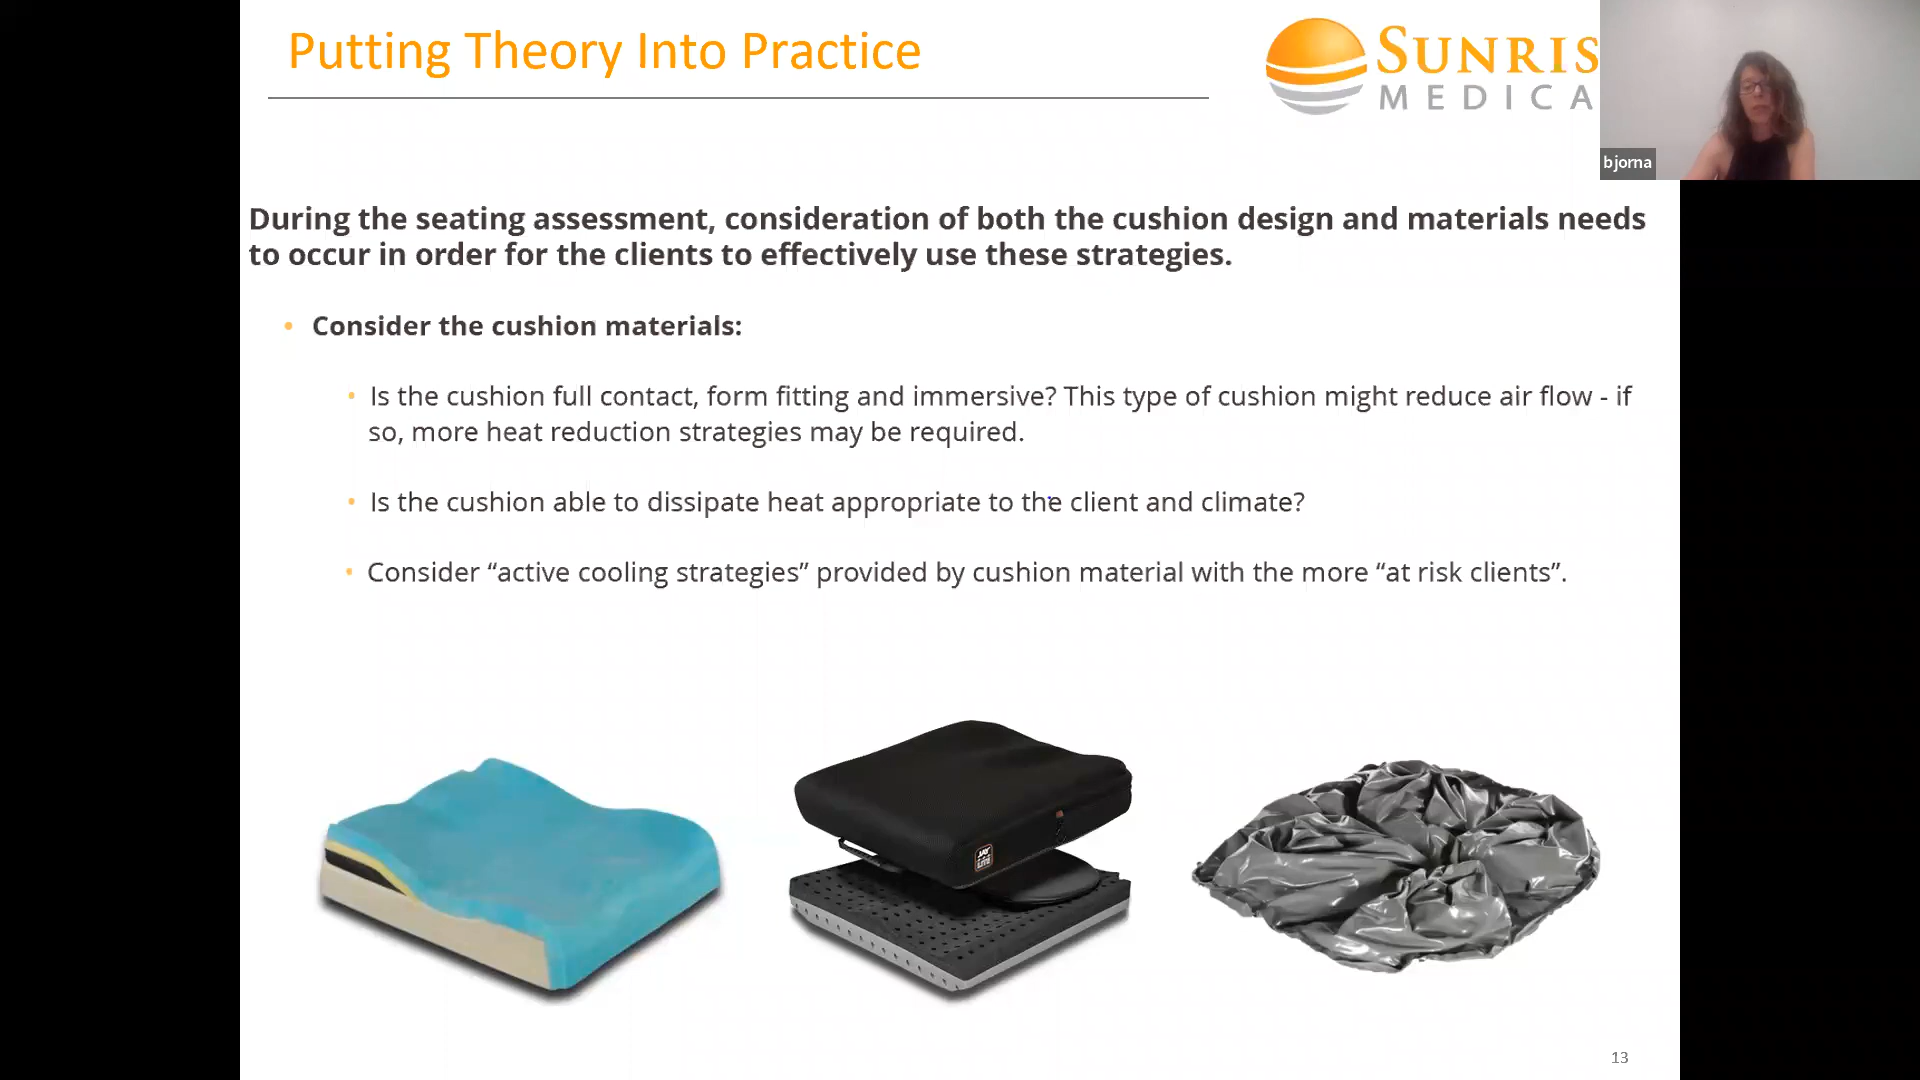 Putting Theory Into Practice
SUNRIS
MEDICA
bjorna
During the seating assessment, consideration of both the cushion design and materials needs
to occur in order for the clients to effectively use these strategies.
• Consider the cushion materials:
• Is the cushion full contact, form fitting and immersive? This type of cushion might reduce air flow - if
so, more heat reduction strategies may be required.
• Is the cushion able to dissipate heat appropriate to the client and climate?
• Consider “active cooling strategies” provided by cushion material with the more “at risk clients”.
JAY
13